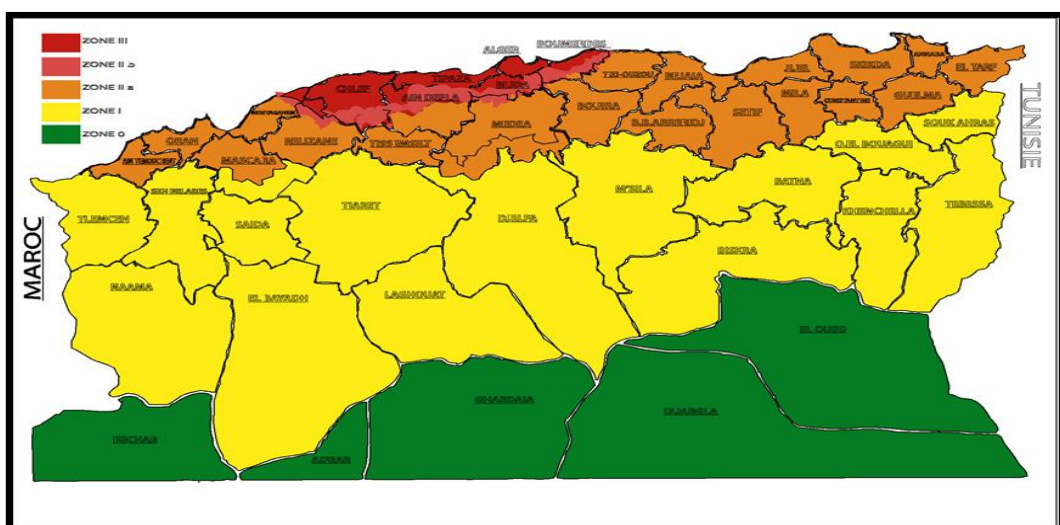 ZONE III
ZONE II b
ZONE II a
ZONE I
ZONE 0
ALGER
BOUMERDES
TIPAZA
CHLEF
BLIDA
AIN DEFLA
TIZI-OUZOU
BEJAIA
JIJEL
SKIKDA
ANNABA
EL TARF
MILA
CONSTANTINE
GUELMA
BOUIRA
SETIF
B.B.ARRERIDJ
MEDEA
MOSTAGANEM
ORAN
RELIZANE
TISSEMSILT
AIN TEMOUCHENT
MASCARA
SOUK AHRAS
O.EL BOUAGUI
TUNISIE
SIDI BELABES
TLEMCEN
SAIDA
TIARET
DJELFA
M'SILA
BATNA
KHENCHELLA
TEBESSA
BISKRA
MAROC
NAAMA
EL BAYADH
LAGHOUAT
EL OUED
GHARDAIA
OUARGLA
BECHAR
ADRAR